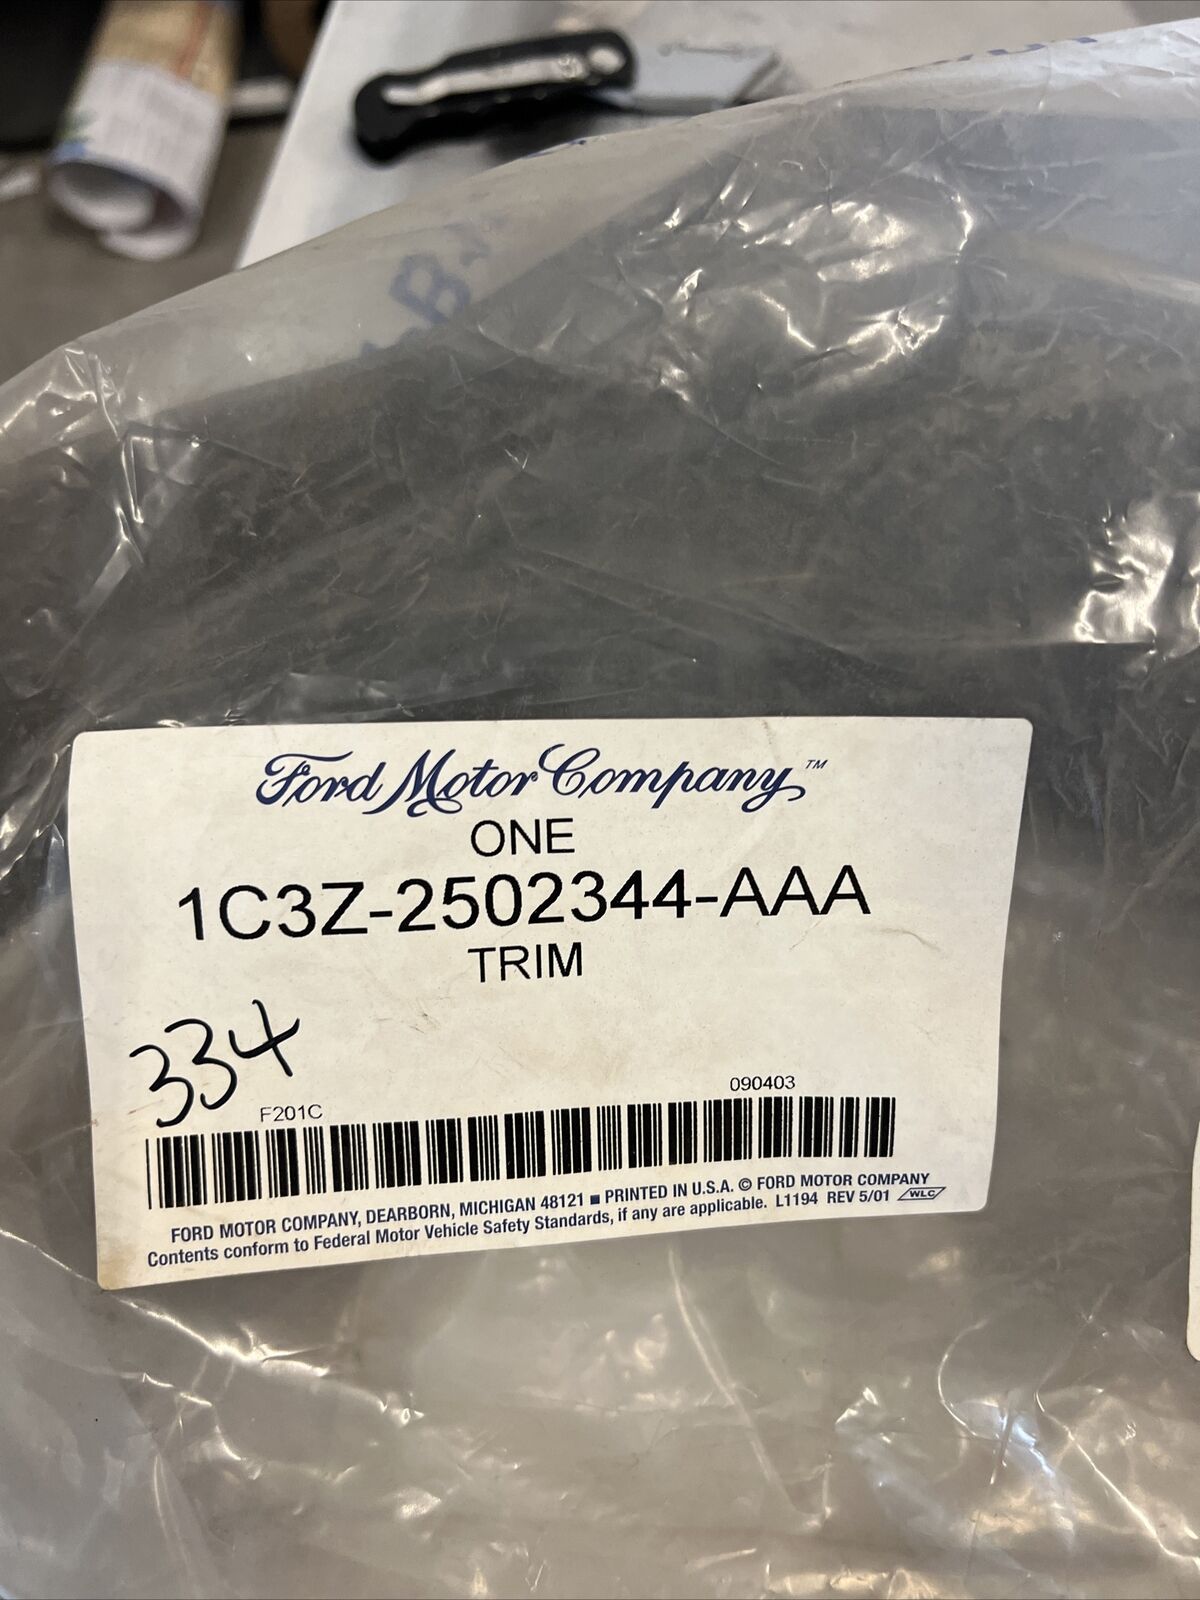 Ford Motor Company™
ONE
1C3Z-2502344-AAA
TRIM
334
F201C
090403
FORD MOTOR COMPANY, DEARBORN, MICHIGAN 48121 ■ PRINTED IN U.S.A. © FORD MOTOR COMPANY
Contents conform to Federal Motor Vehicle Safety Standards, if any are applicable. L1194 REV 5/01 WLC